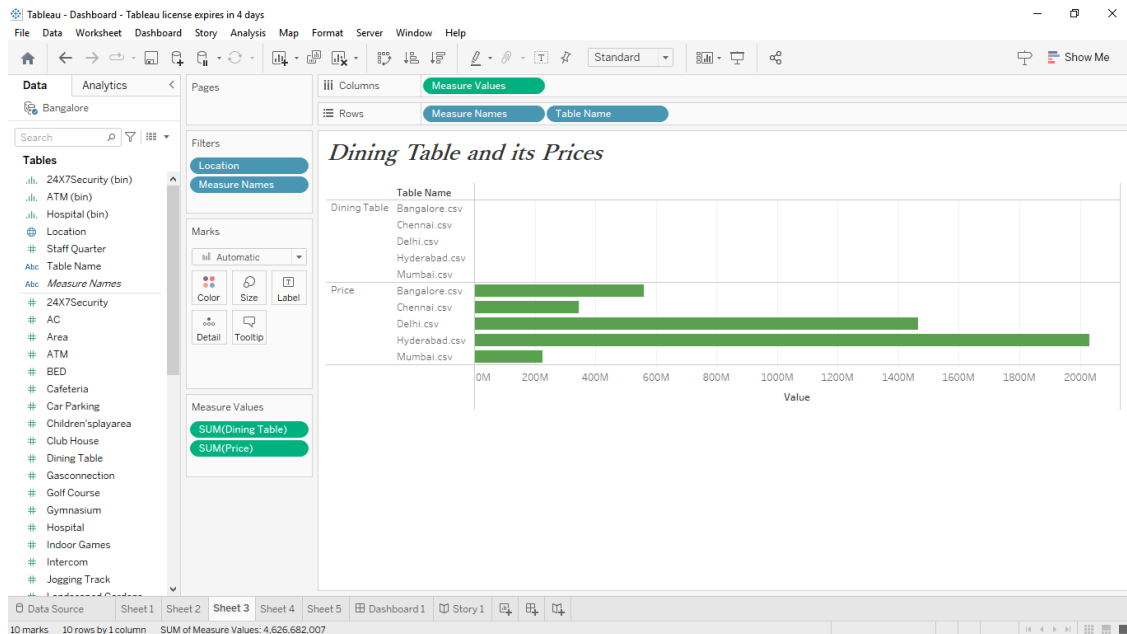 Tableau - Dashboard - Tableau license expires in 4 days
File Data Worksheet Dashboard Story Analysis Map Format Server Window Help
Standard
Show Me
Data Analytics
Bangalore
Search
Tables
24X7Security (bin)
ATM (bin)
Hospital (bin)
Location
Staff Quarter
Abc Table Name
Abc Measure Names
24X7Security
AC
Area
ATM
BED
Cafeteria
Car Parking
Children'splayarea
Club House
Dining Table
Gasconnection
Golf Course
Gymnasium
Hospital
Indoor Games
Intercom
Jogging Track
Landscaped Gardens
Pages
Filters
Location
Measure Names
Marks
Automatic
Color Size Label
Detail Tooltip
Measure Values
SUM(Dining Table)
SUM(Price)
Columns Measure Values
Rows Measure Names Table Name
Dining Table and its Prices
Table Name
Dining Table Bangalore.csv
Chennai.csv
Delhi.csv
Hyderabad.csv
Mumbai.csv
Price Bangalore.csv
Chennai.csv
Delhi.csv
Hyderabad.csv
Mumbai.csv
0M 200M 400M 600M 800M 1000M 1200M 1400M 1600M 1800M 2000M
Value
Data Source Sheet 1 Sheet 2 Sheet 3 Sheet 4 Sheet 5 Dashboard 1 Story 1
10 marks 10 rows by 1 column SUM of Measure Values: 4,626,682,007